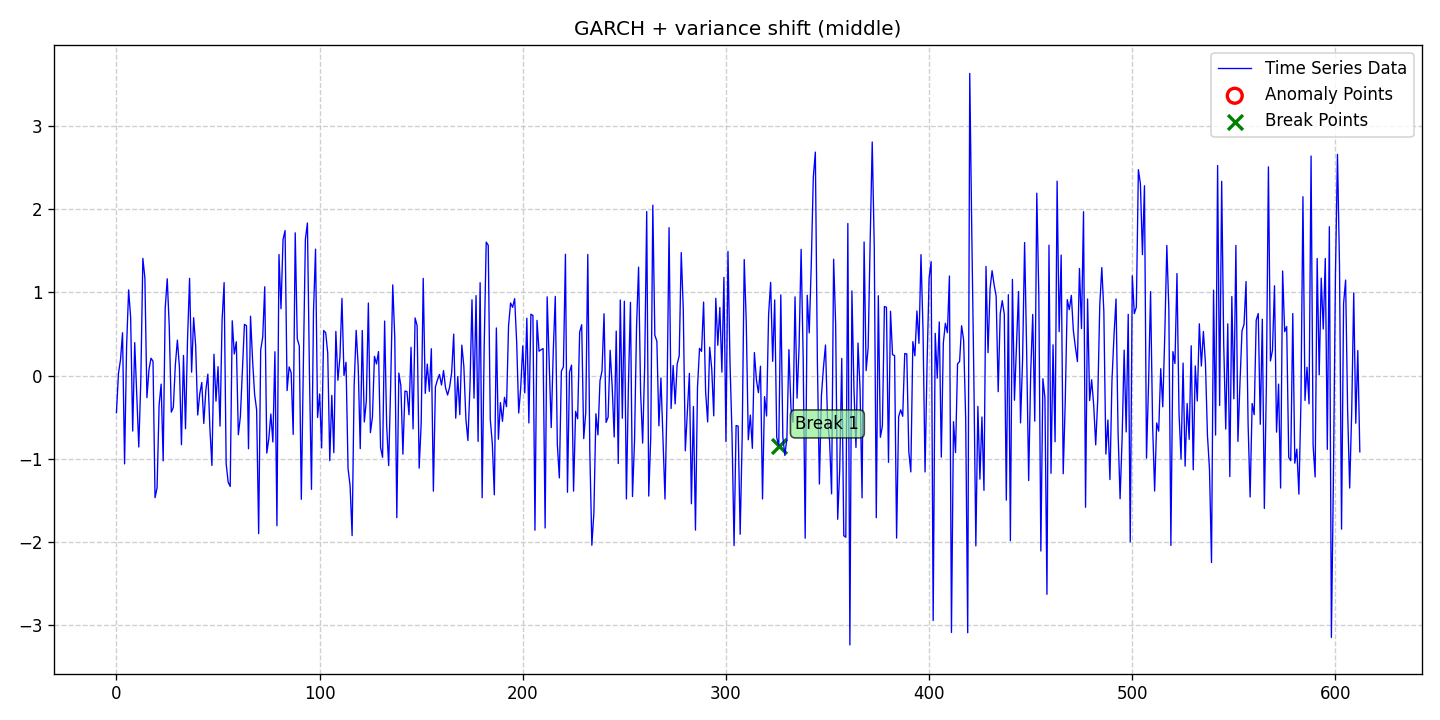 GARCH + variance shift (middle)
Time Series Data
Anomaly Points
Break Points
3
2
1
0
−1
−2
−3
Break 1
0 100 200 300 400 500 600